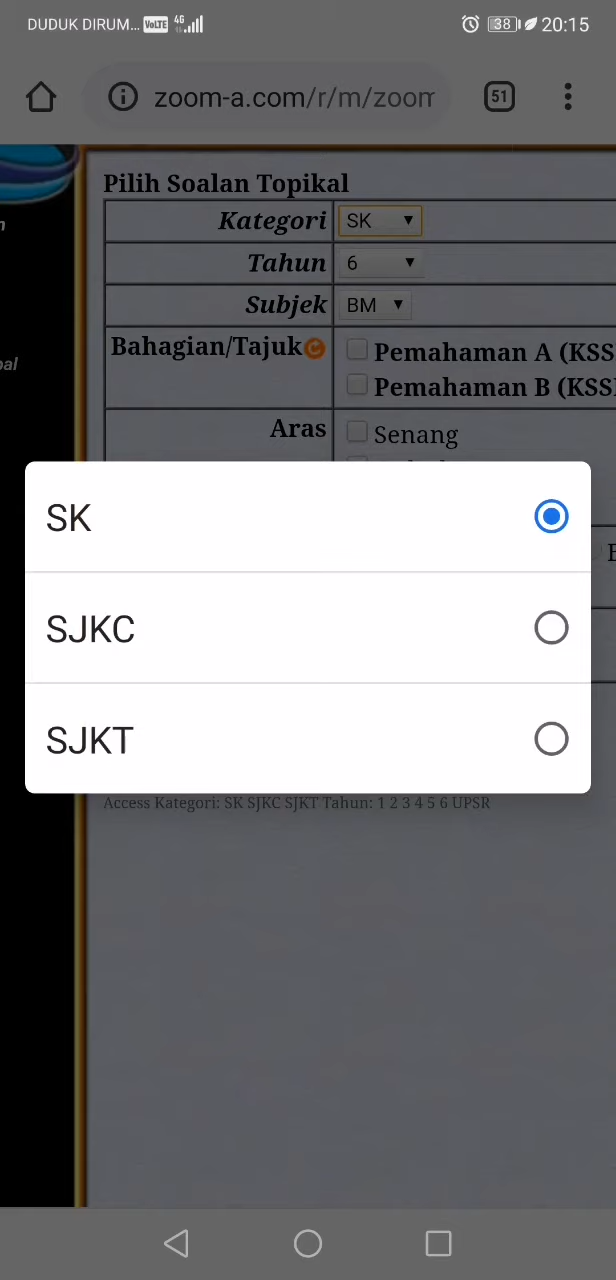 DUDUK DIRUM... VoLTE 4G 38 20:15
zoom-a.com/r/m/zoom 51
Pilih Soalan Topikal
Kategori SK
Tahun 6
Subjek BM
Bahagian/Tajuk Pemahaman A (KSS
Pemahaman B (KSS
Aras Senang
SK
SJKC
SJKT
Access Kategori: SK SJKC SJKT Tahun: 1 2 3 4 5 6 UPSR